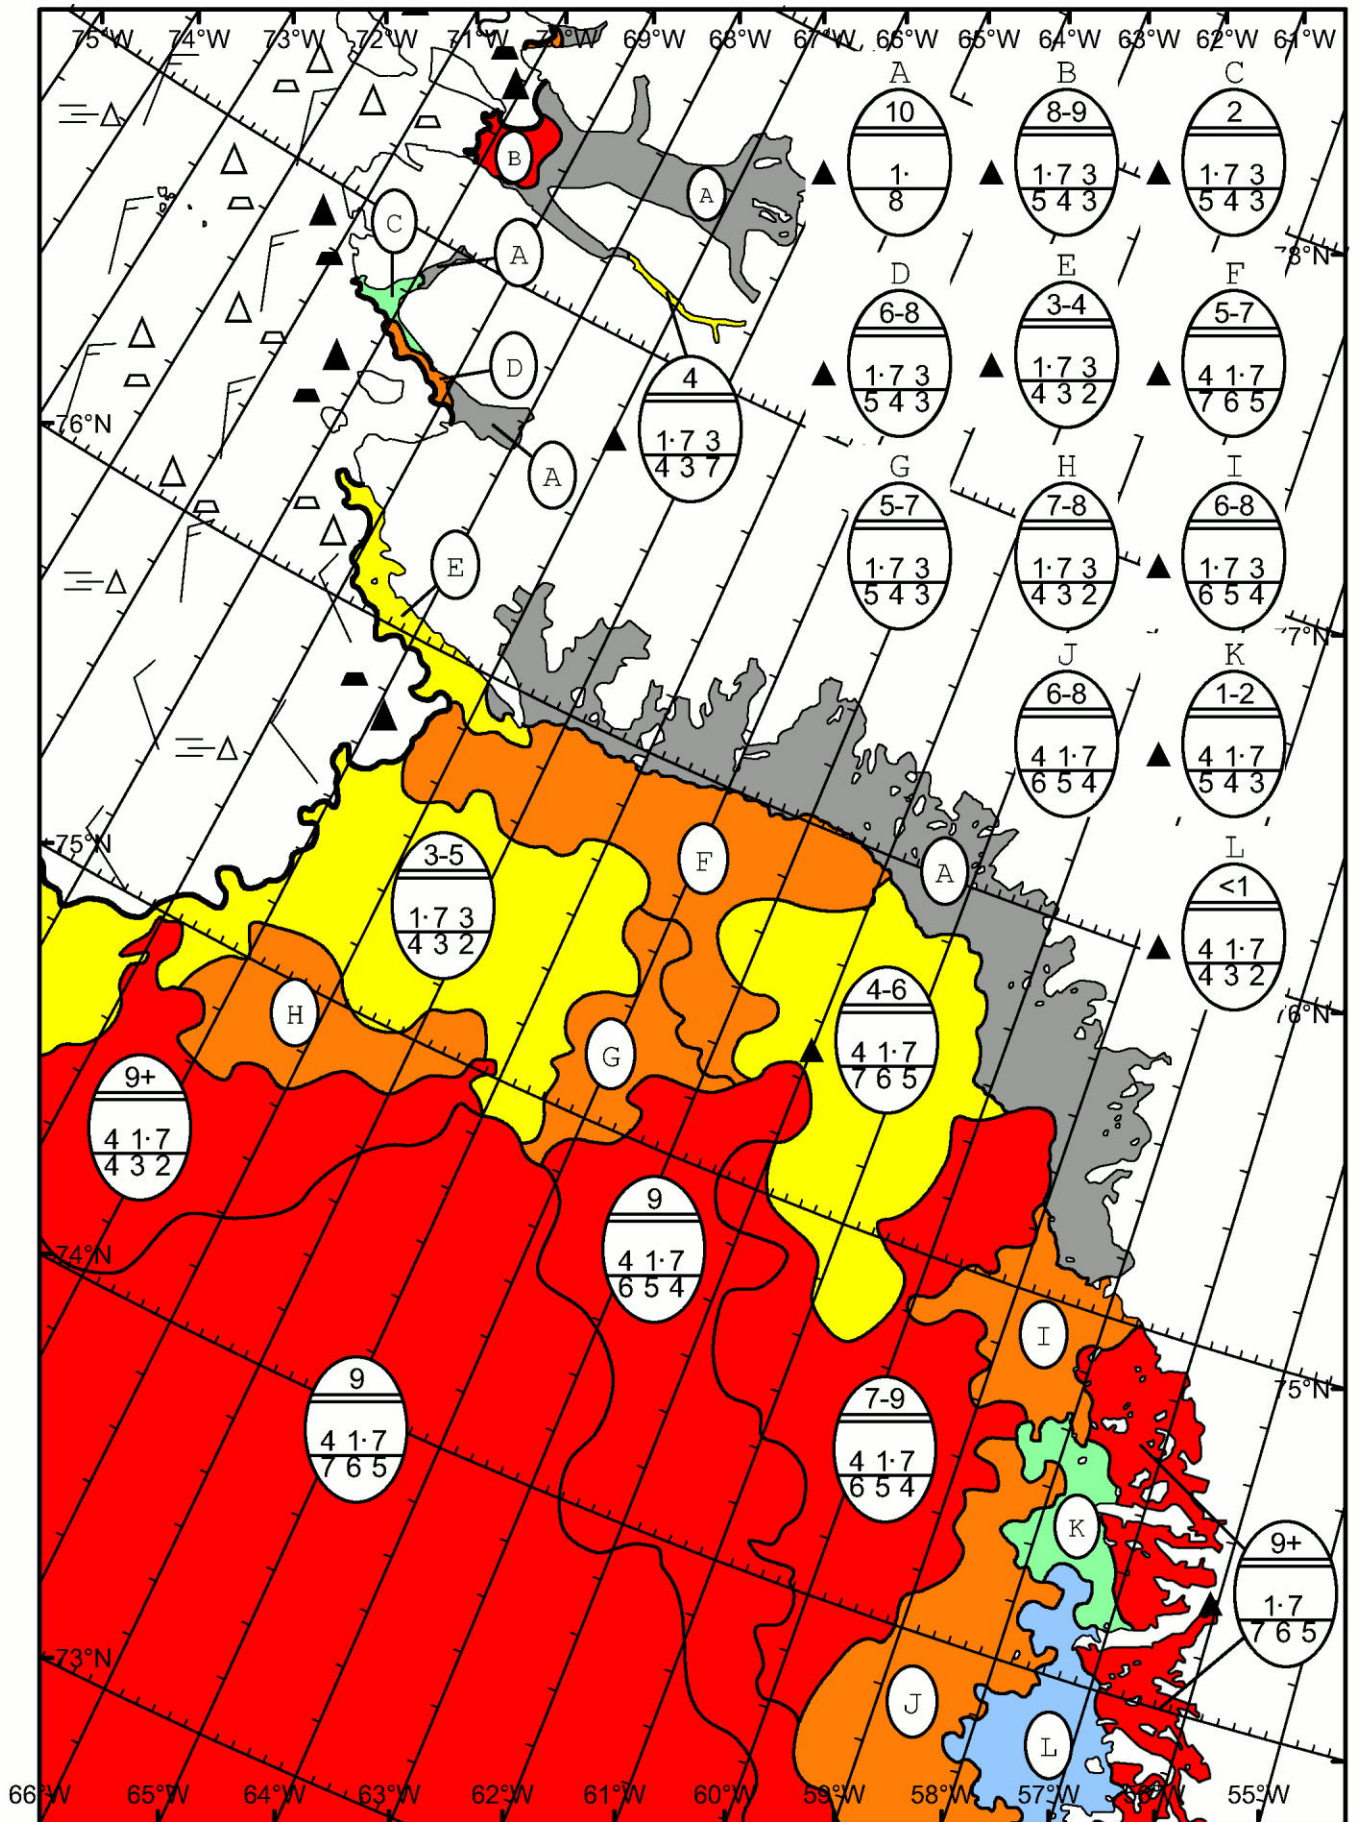 75°W 74°W 73°W 72°W 71°W 70°W 69°W 68°W 67°W 66°W 65°W 64°W 63°W 62°W 61°W
A B C
10 8-9 2
1· 1·7 3 1·7 3
8 5 4 3 5 4 3
B
A
C
A
78°N
D E F
6-8 3-4 5-7
1·7 3 1·7 3 4 1·7
5 4 3 4 3 2 7 6 5
D
4
1·7 3
4 3 7
76°N
A
G H I
5-7 7-8 6-8
1·7 3 1·7 3 1·7 3
5 4 3 4 3 2 6 5 4
E
77°N
J K
6-8 1-2
4 1·7 4 1·7
6 5 4 5 4 3
75°N
3-5
1·7 3
4 3 2
F
A
L
<1
4 1·7
4 3 2
H
G
4-6
4 1·7
7 6 5
76°N
9+
4 1·7
4 3 2
9
4 1·7
6 5 4
74°N
I
75°N
9
4 1·7
7 6 5
7-9
4 1·7
6 5 4
K
9+
1·7
7 6 5
73°N
J
L
66°W 65°W 64°W 63°W 62°W 61°W 60°W 59°W 58°W 57°W 56°W 55°W